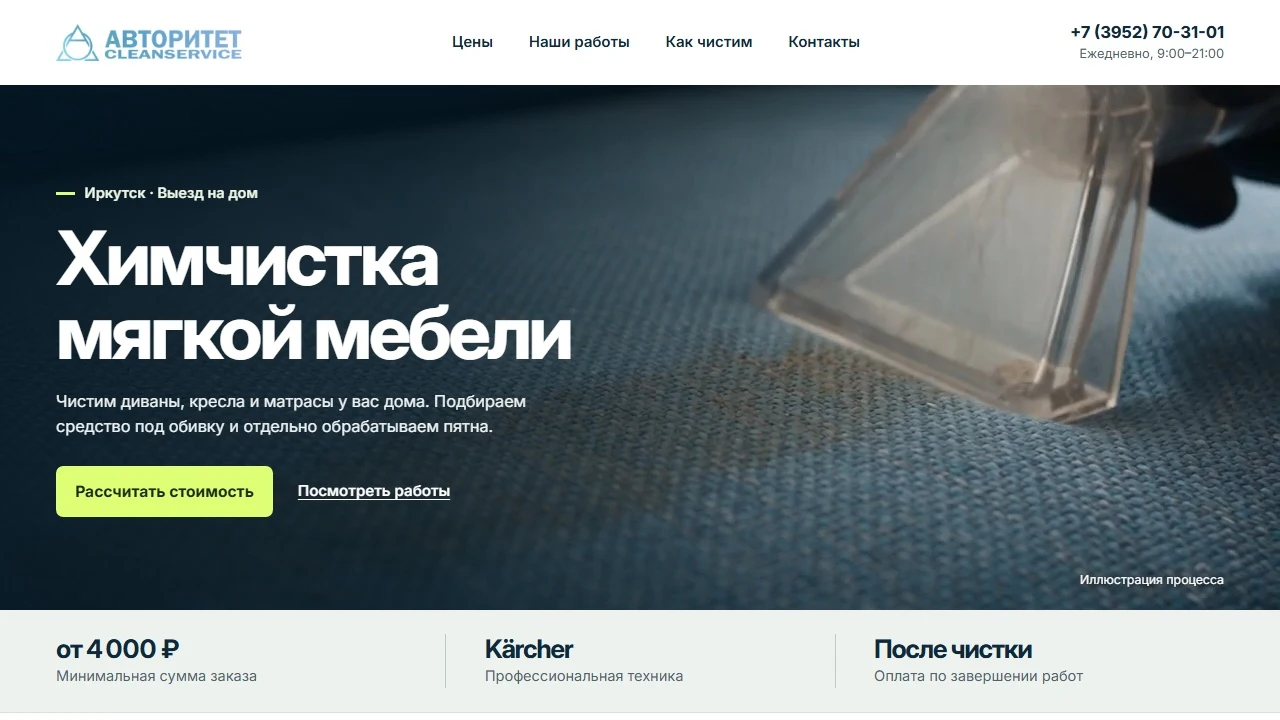 АВТОРИТЕТ
CLEANSERVICE
Цены
Наши работы
Как чистим
Контакты
+7 (3952) 70-31-01
Ежедневно, 9:00–21:00
Иркутск · Выезд на дом
Химчистка
мягкой мебели
Чистим диваны, кресла и матрасы у вас дома. Подбираем
средство под обивку и отдельно обрабатываем пятна.
Рассчитать стоимость
Посмотреть работы
Иллюстрация процесса
от 4 000 ₽
Минимальная сумма заказа
Kärcher
Профессиональная техника
После чистки
Оплата по завершении работ